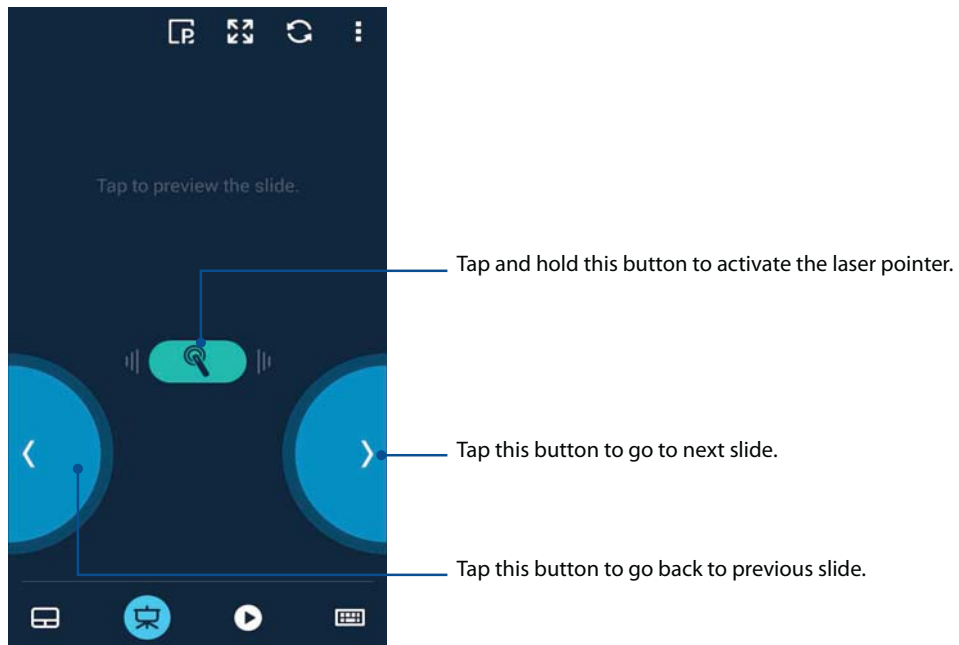 Tap to preview the slide.
Tap and hold this button to activate the laser pointer.
Tap this button to go to next slide.
Tap this button to go back to previous slide.